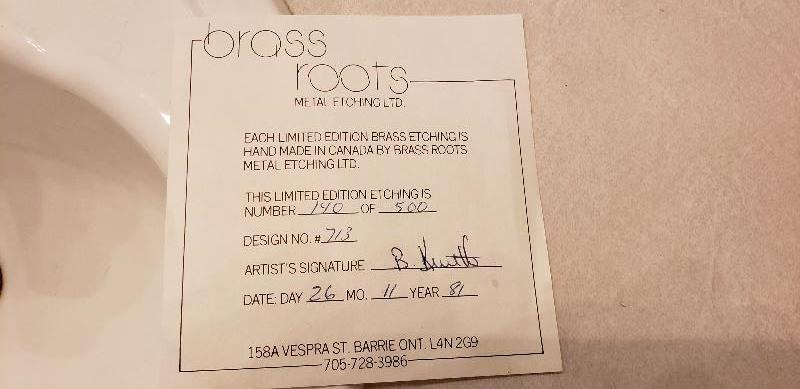 brass
roots
METAL ETCHING LTD.
EACH LIMITED EDITION BRASS ETCHING IS
HAND MADE IN CANADA BY BRASS ROOTS
METAL ETCHING LTD.
THIS LIMITED EDITION ETCHING IS
NUMBER 140 OF 500
DESIGN NO. #713
ARTIST'S SIGNATURE B.
DATE: DAY 26 MO. 11 YEAR 81
158A VESPRA ST. BARRIE ONT. L4N 2G9
705-728-3986